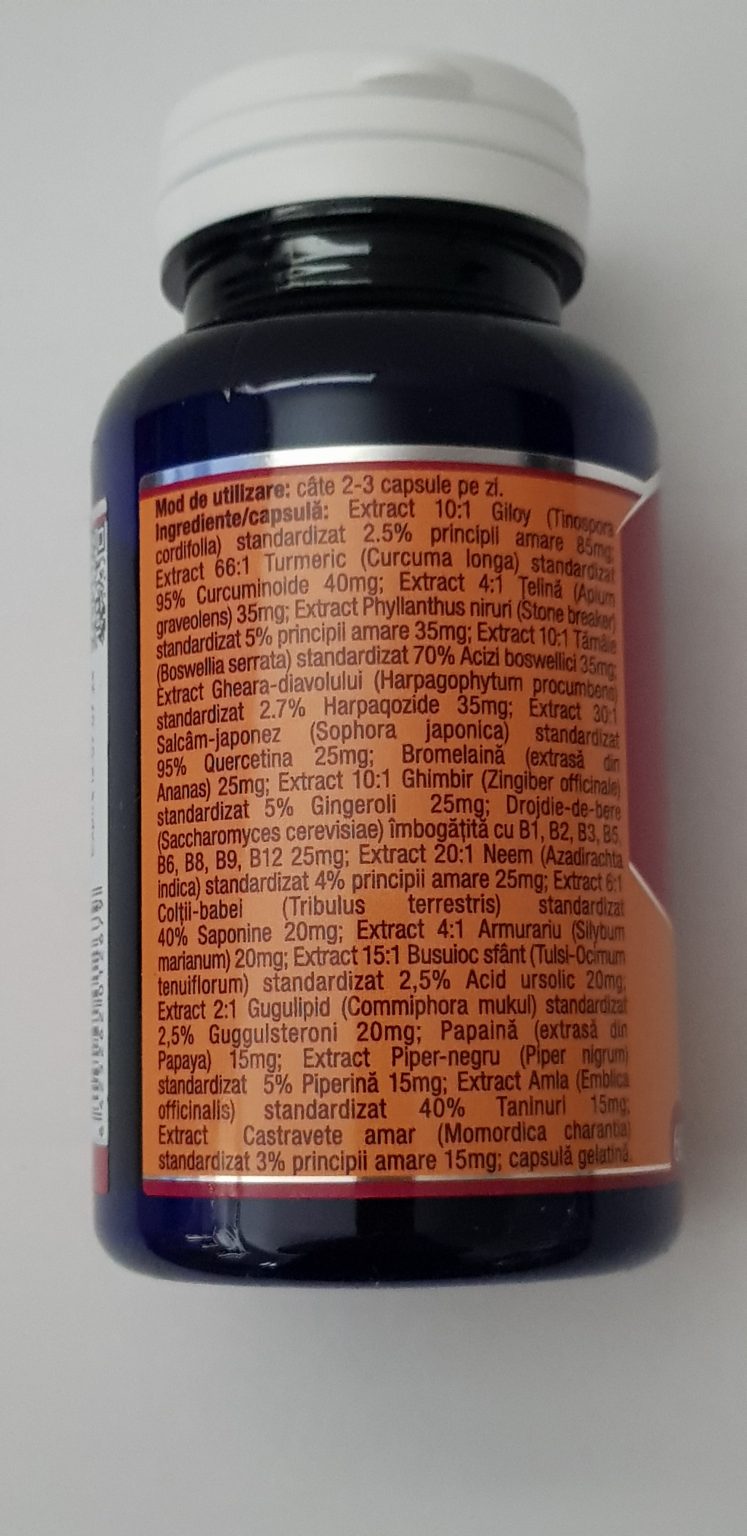 Mod de utilizare: câte 2-3 capsule pe zi.
Ingrediente/capsulă: Extract 10:1 Giloy (Tinospora
cordifolia) standardizat 2.5% principii amare 85mg;
Extract 66:1 Turmeric (Curcuma longa) standardizat
95% Curcuminoide 40mg; Extract 4:1 Țelină (Apium
graveolens) 35mg; Extract Phyllanthus niruri (Stone breaker)
standardizat 5% principii amare 35mg; Extract 10:1 Tămâie
(Boswellia serrata) standardizat 70% Acizi boswellici 35mg;
Extract Gheara-diavolului (Harpagophytum procumbens)
standardizat 2.7% Harpaqozide 35mg; Extract 30:1
Salcâm-japonez (Sophora japonica) standardizat
95% Quercetina 25mg; Bromelaină (extrasă din
Ananas) 25mg; Extract 10:1 Ghimbir (Zingiber officinale)
standardizat 5% Gingeroli 25mg; Drojdie-de-bere
(Saccharomyces cerevisiae) îmbogățită cu B1, B2, B3, B5,
B6, B8, B9, B12 25mg; Extract 20:1 Neem (Azadirachta
indica) standardizat 4% principii amare 25mg; Extract 6:1
Colții-babei (Tribulus terrestris) standardizat
40% Saponine 20mg; Extract 4:1 Armurariu (Silybum
marianum) 20mg; Extract 15:1 Busuioc sfânt (Tulsi-Ocimum
tenuiflorum) standardizat 2,5% Acid ursolic 20mg;
Extract 2:1 Gugulipid (Commiphora mukul) standardizat
2,5% Guggulsteroni 20mg; Papaină (extrasă din
Papaya) 15mg; Extract Piper-negru (Piper nigrum)
standardizat 5% Piperină 15mg; Extract Amla (Emblica
officinalis) standardizat 40% Taninuri 15mg;
Extract Castravete amar (Momordica charantia)
standardizat 3% principii amare 15mg; capsulă gelatină.